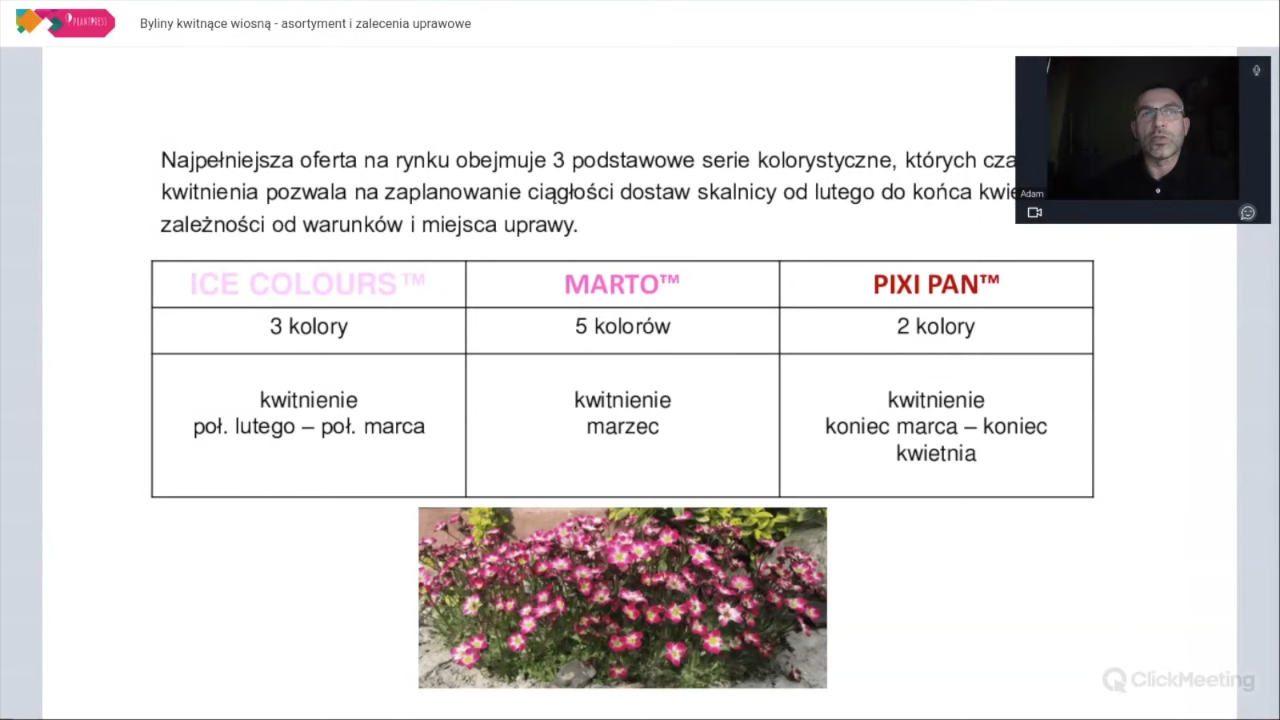 PLANTPRESS
Byliny kwitnące wiosną - asortyment i zalecenia uprawowe
Adam
Najpełniejsza oferta na rynku obejmuje 3 podstawowe serie kolorystyczne, których
kwitnienia pozwala na zaplanowanie ciągłości dostaw skalnicy od lutego do końca
zależności od warunków i miejsca uprawy.
ICE COLOURS™ MARTO™ PIXI PAN™
3 kolory 5 kolorów 2 kolory
kwitnienie kwitnienie kwitnienie
poł. lutego – poł. marca marzec koniec marca – koniec
kwietnia
ClickMeeting